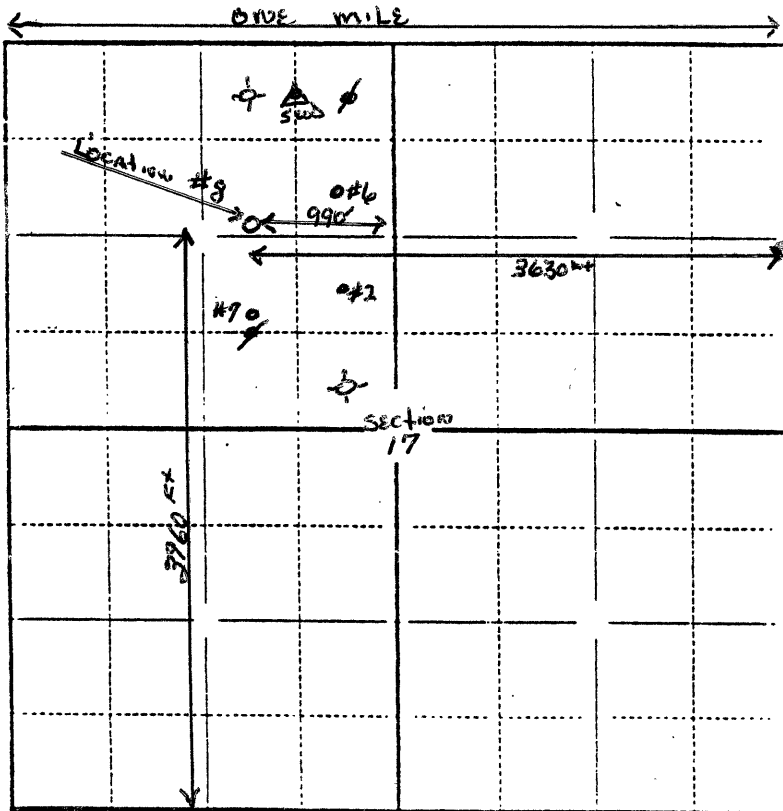 ONE MILE
SWD
Location #8
#6
990'
3630 FT
#2
#7
Section
17
3960 FT